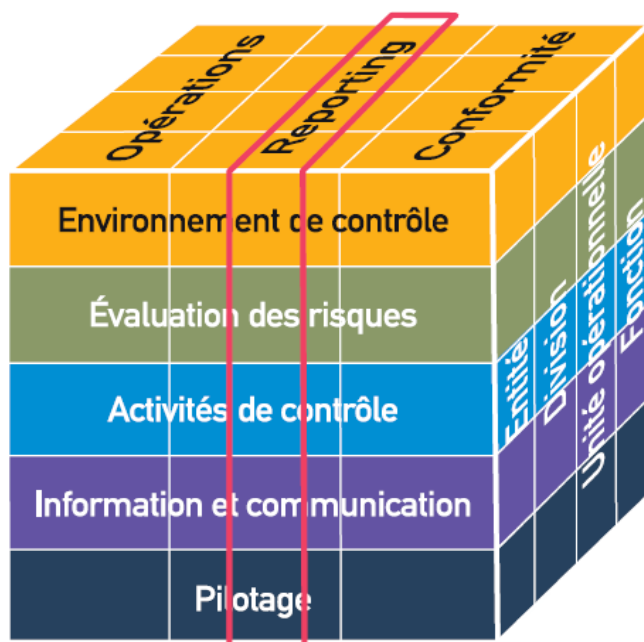 Opérations
Reporting
Conformité
Environnement de contrôle
Évaluation des risques
Activités de contrôle
Information et communication
Pilotage
Entité
Division
Unité opérationnelle
Fonction